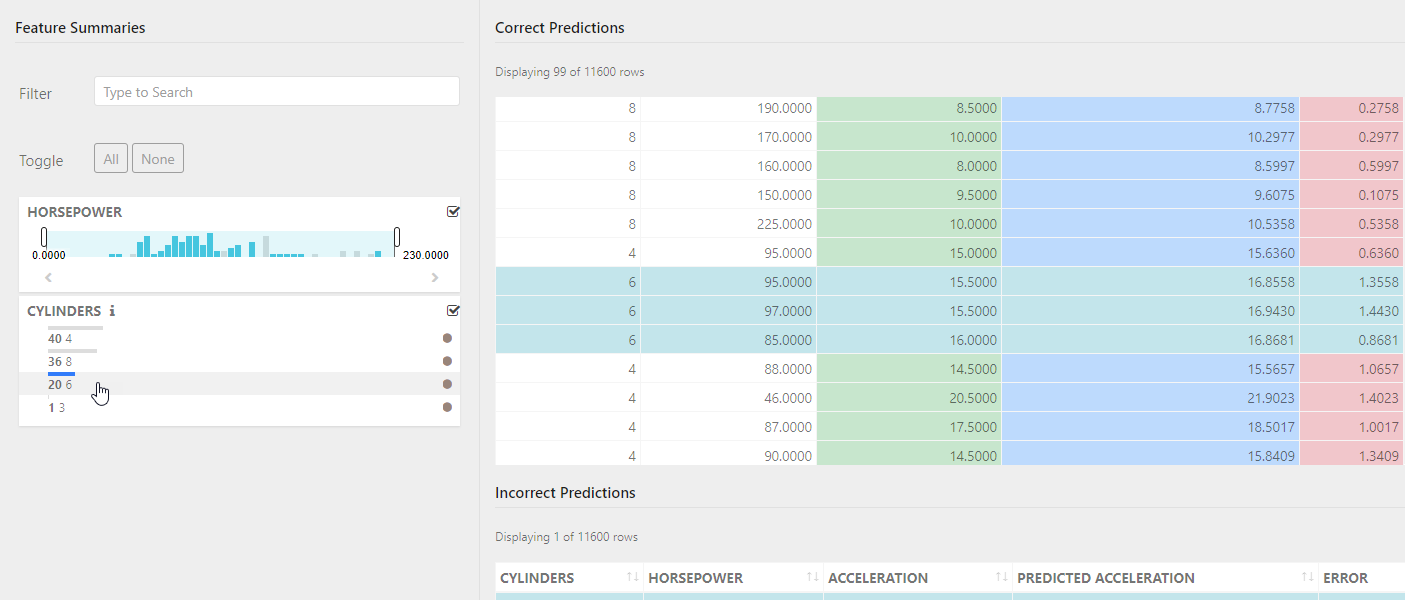 Feature Summaries
Filter
Type to Search
Toggle
All
None
HORSEPOWER
0.0000
230.0000
CYLINDERS i
40 4
36 8
20 6
1 3
Correct Predictions
Displaying 99 of 11600 rows
8 190.0000 8.5000 8.7758 0.2758
8 170.0000 10.0000 10.2977 0.2977
8 160.0000 8.0000 8.5997 0.5997
8 150.0000 9.5000 9.6075 0.1075
8 225.0000 10.0000 10.5358 0.5358
4 95.0000 15.0000 15.6360 0.6360
6 95.0000 15.5000 16.8558 1.3558
6 97.0000 15.5000 16.9430 1.4430
6 85.0000 16.0000 16.8681 0.8681
4 88.0000 14.5000 15.5657 1.0657
4 46.0000 20.5000 21.9023 1.4023
4 87.0000 17.5000 18.5017 1.0017
4 90.0000 14.5000 15.8409 1.3409
Incorrect Predictions
Displaying 1 of 11600 rows
CYLINDERS HORSEPOWER ACCELERATION PREDICTED ACCELERATION ERROR